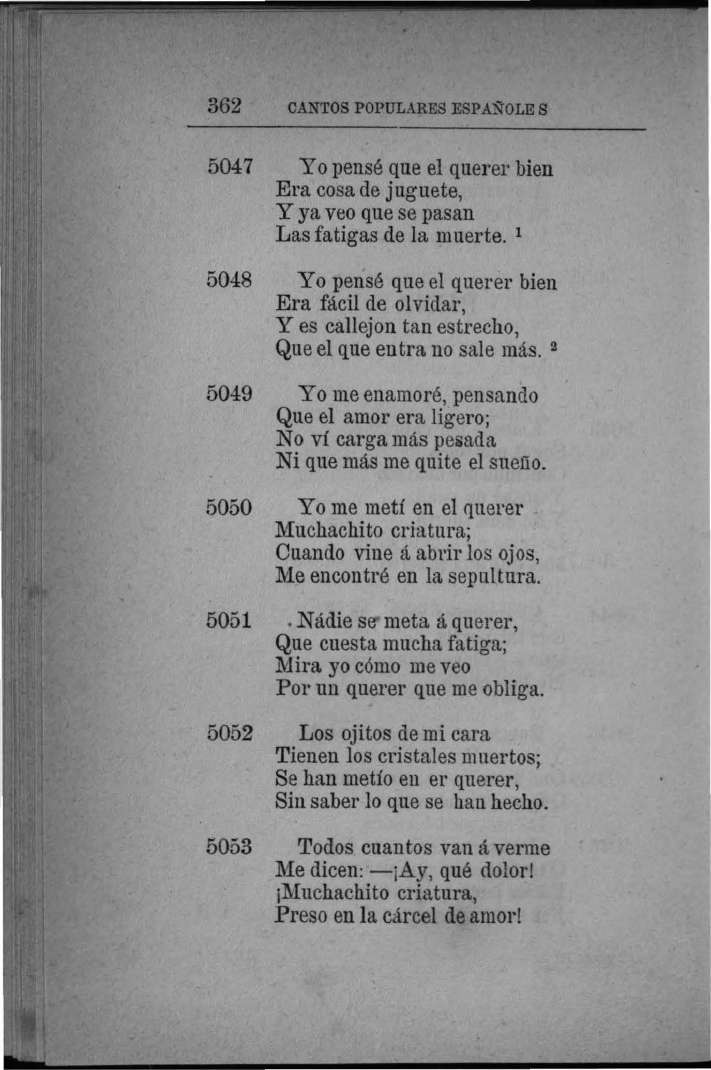 362 CANTOS POPULARES ESPAÑOLES
5047 Yo pensé que el querer bien
Era cosa de juguete,
Y ya veo que se pasan
Las fatigas de la muerte. 1
5048 Yo pensé que el querer bien
Era fácil de olvidar,
Y es callejon tan estrecho,
Que el que entra no sale más. 2
5049 Yo me enamoré, pensando
Que el amor era ligero;
No ví carga más pesada
Ni que más me quite el sueño.
5050 Yo me metí en el querer
Muchachito criatura;
Cuando vine á abrir los ojos,
Me encontré en la sepultura.
5051 Nádie se meta á querer,
Que cuesta mucha fatiga;
Mira yo cómo me veo
Por un querer que me obliga.
5052 Los ojitos de mi cara
Tienen los cristales muertos;
Se han metío en er querer,
Sin saber lo que se han hecho.
5053 Todos cuantos van á verme
Me dicen: —¡Ay, qué dolor!
¡Muchachito criatura,
Preso en la cárcel de amor!